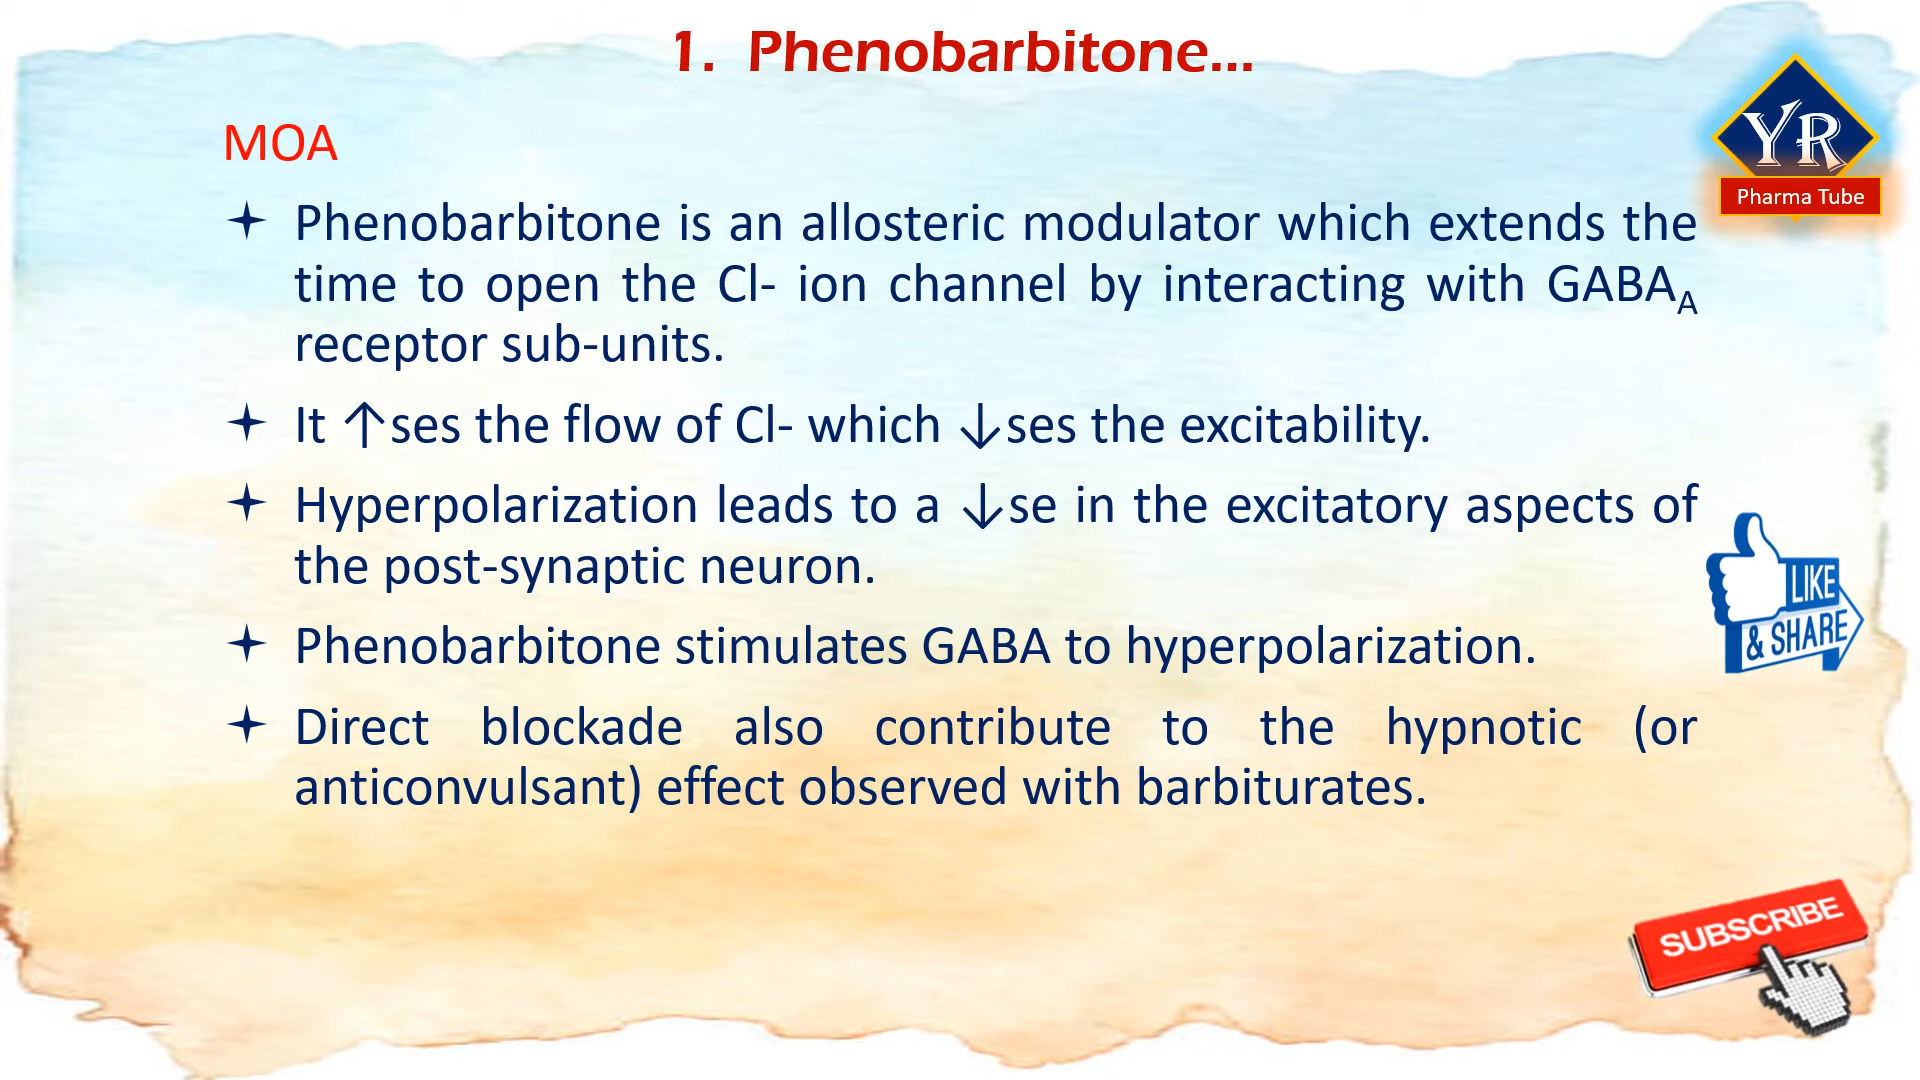 1. Phenobarbitone...
YR
Pharma Tube
MOA
Phenobarbitone is an allosteric modulator which extends the
time to open the Cl- ion channel by interacting with GABA_A
receptor sub-units.
It ↑ses the flow of Cl- which ↓ses the excitability.
Hyperpolarization leads to a ↓se in the excitatory aspects of
the post-synaptic neuron.
LIKE
& SHARE
Phenobarbitone stimulates GABA to hyperpolarization.
Direct blockade also contribute to the hypnotic (or
anticonvulsant) effect observed with barbiturates.
SUBSCRIBE